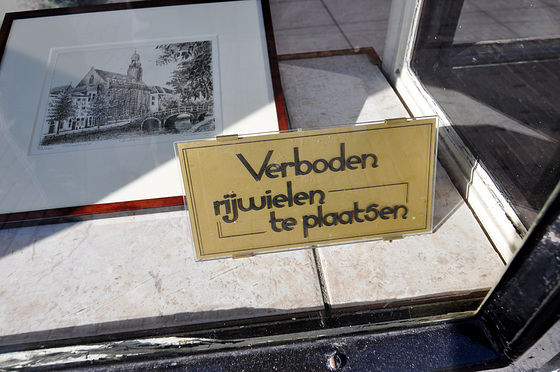 Verboden
rijwielen
te plaatsen